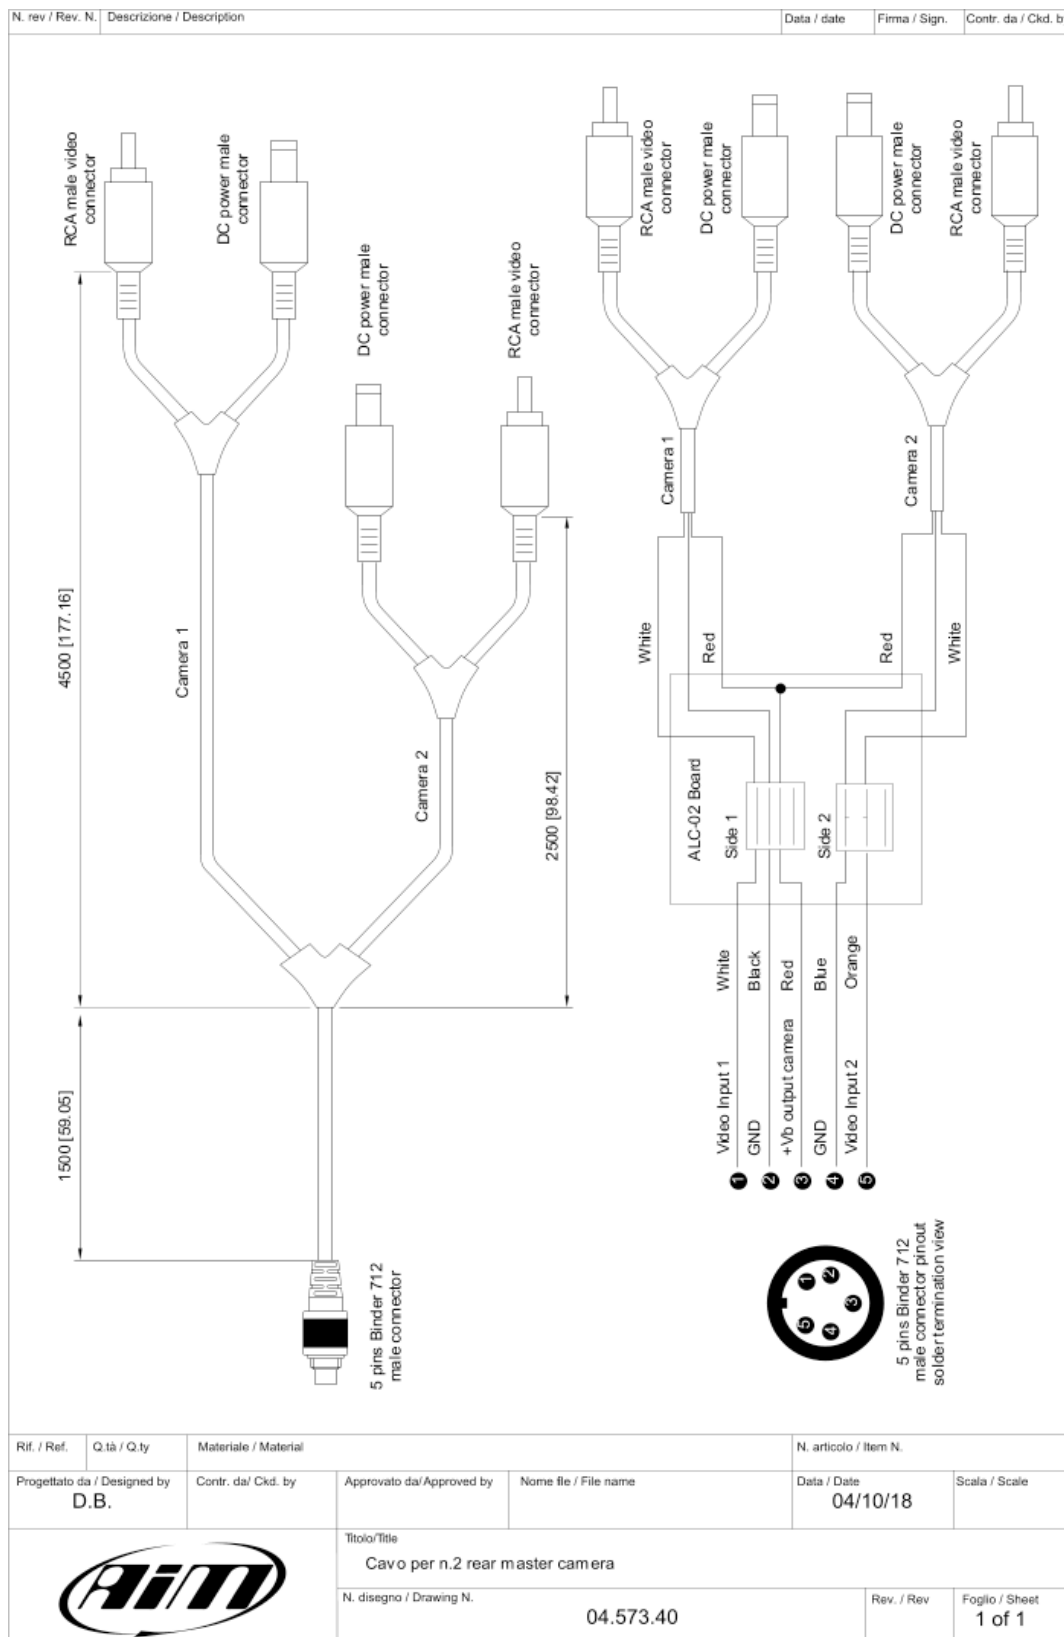 N. rev / Rev. N.
Descrizione / Description
Data / date
Firma / Sign.
Contr. da / Ckd. b
RCA male video
connector
DC power male
connector
DC power male
connector
RCA male video
connector
4500 [177.16]
Camera 1
Camera 2
2500 [98.42]
1500 [59.05]
5 pins Binder 712
male connector
RCA male video
connector
DC power male
connector
DC power male
connector
RCA male video
connector
Camera 1
Camera 2
White
Red
Red
White
ALC-02 Board
Side 1
Side 2
White
Black
Red
Blue
Orange
Video Input 1
GND
+Vb output camera
GND
Video Input 2
1
2
3
4
5
1
2
3
4
5
5 pins Binder 712
male connector pinout
solder termination view
Rif. / Ref.
Q.tà / Q.ty
Materiale / Material
N. articolo / Item N.
Progettato da / Designed by
D.B.
Contr. da/ Ckd. by
Approvato da/Approved by
Nome file / File name
Data / Date
04/10/18
Scala / Scale
AiM
Titolo/Title
Cavo per n.2 rear master camera
N. disegno / Drawing N.
04.573.40
Rev. / Rev
Foglio / Sheet
1 of 1